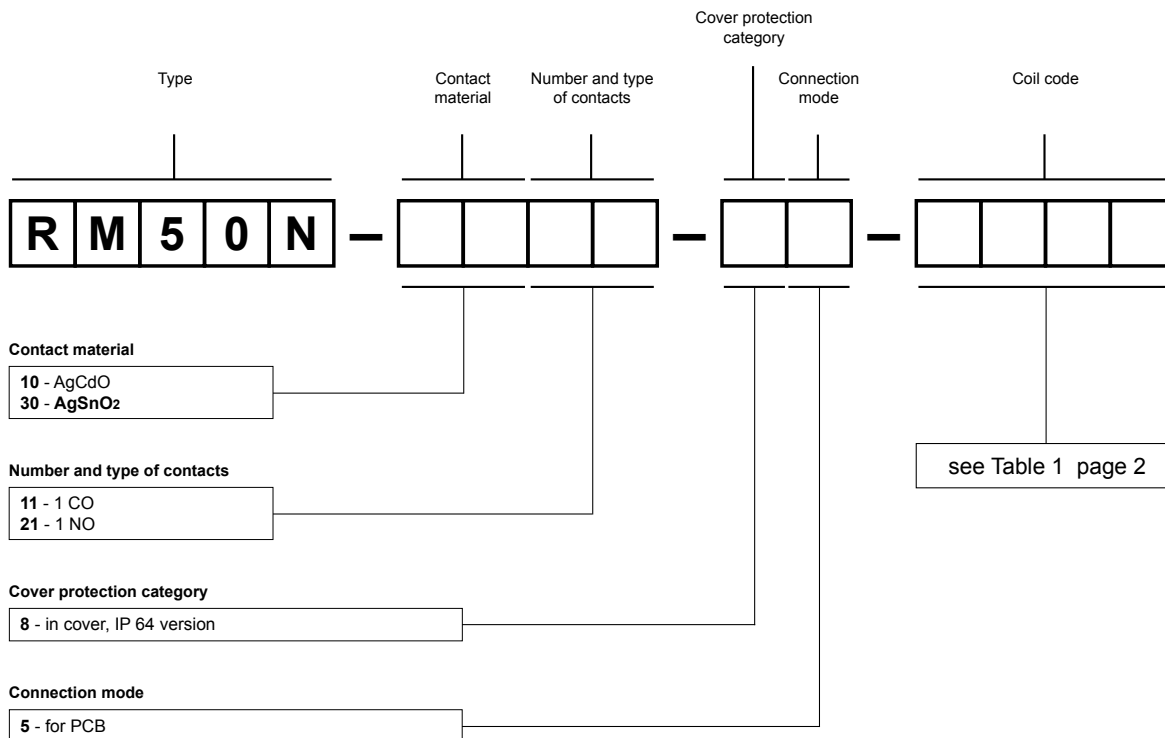 Cover protection
category
Type
Contact
material
Number and type
of contacts
Connection
mode
Coil code
R M 5 0 N – – –
Contact material
10 - AgCdO
30 - AgSnO2
Number and type of contacts
11 - 1 CO
21 - 1 NO
see Table 1 page 2
Cover protection category
8 - in cover, IP 64 version
Connection mode
5 - for PCB